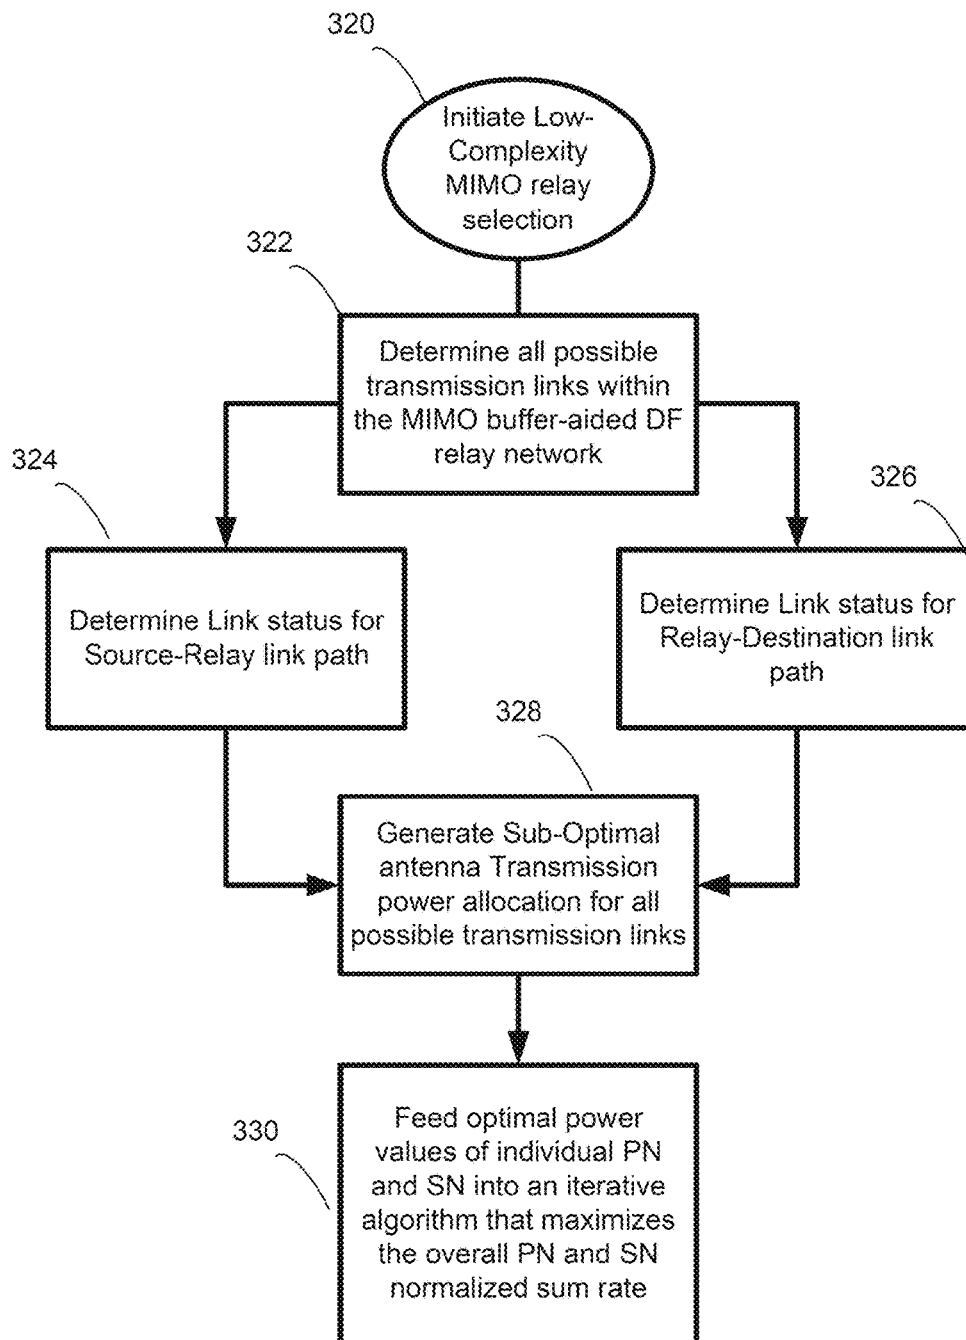 320
Initiate Low-
Complexity
MIMO relay
selection
322
Determine all possible
transmission links within
the MIMO buffer-aided DF
relay network
324
326
Determine Link status for
Source-Relay link path
Determine Link status for
Relay-Destination link
path
328
Generate Sub-Optimal
antenna Transmission
power allocation for all
possible transmission links
330
Feed optimal power
values of individual PN
and SN into an iterative
algorithm that maximizes
the overall PN and SN
normalized sum rate